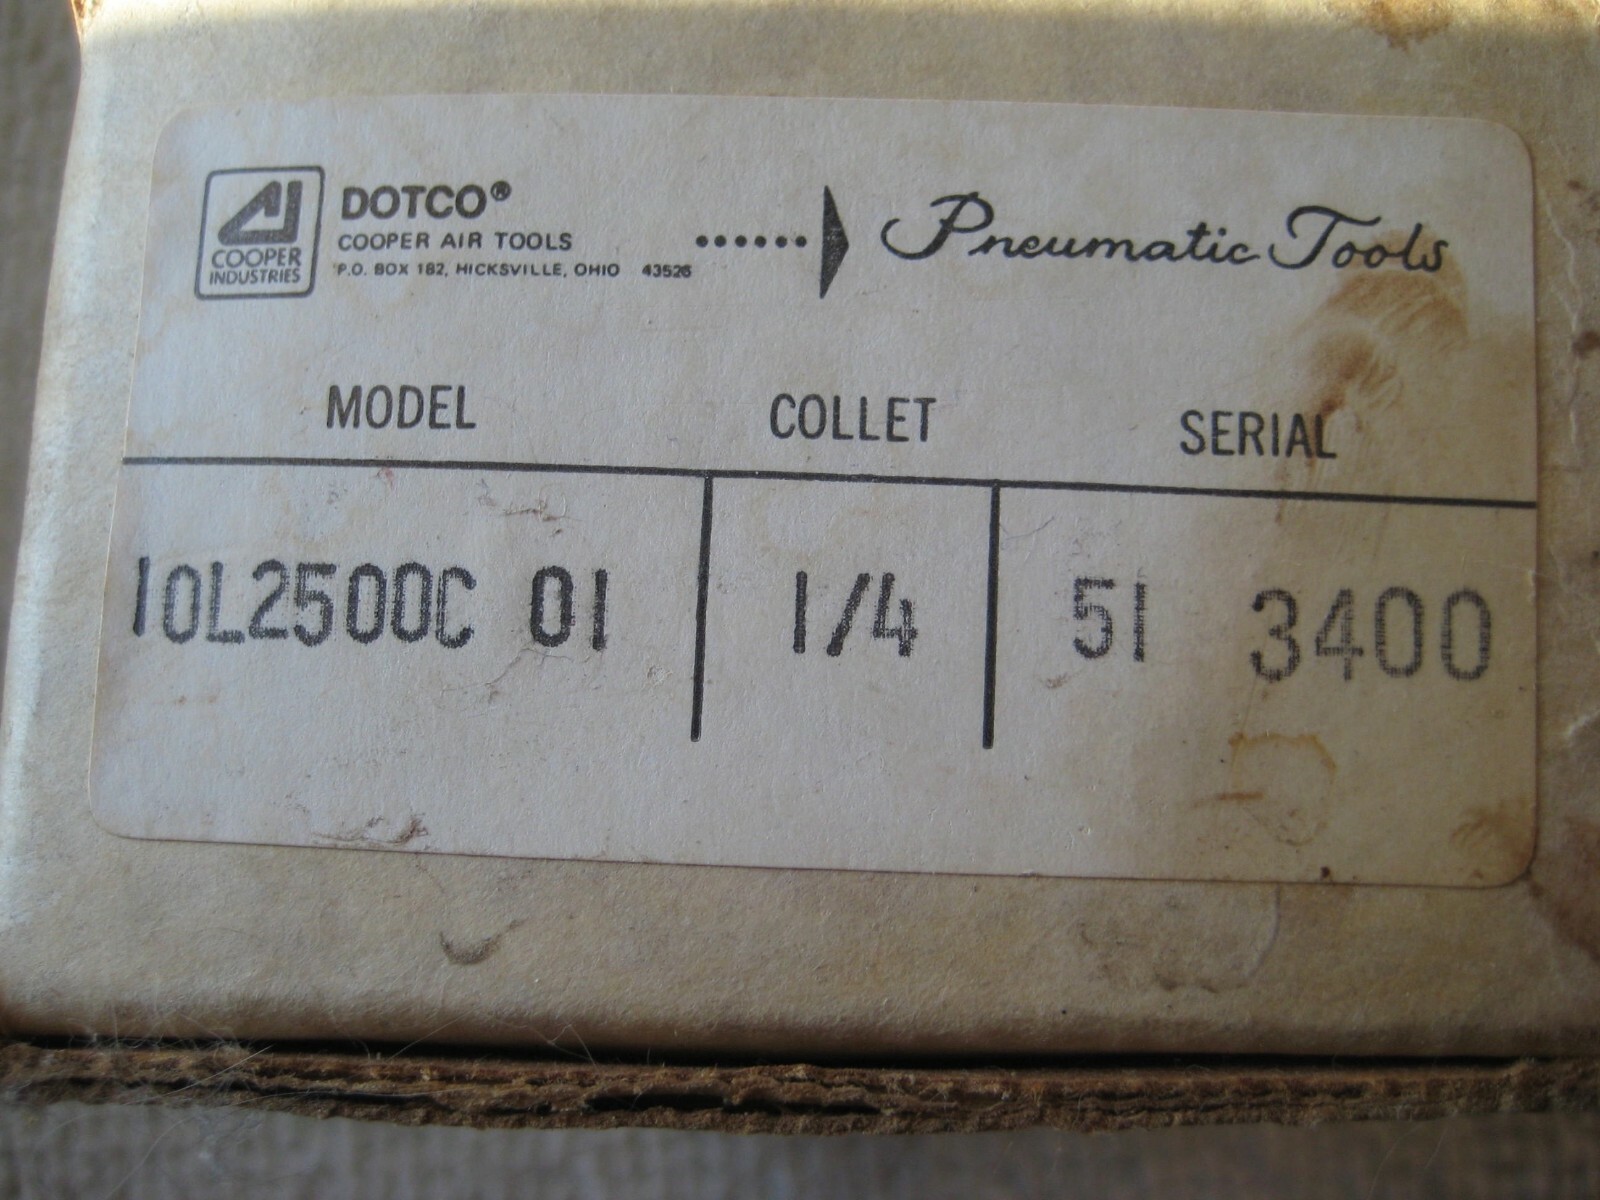 DOTCO®
COOPER AIR TOOLS
P.O. BOX 182, HICKSVILLE, OHIO 43526
COOPER
INDUSTRIES
Pneumatic Tools
MODEL COLLET SERIAL
10L2500C 01 1/4 51 3400